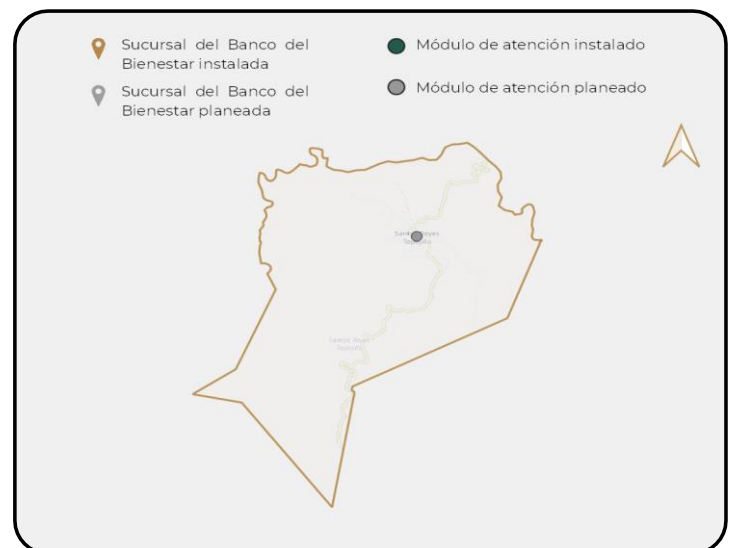 Sucursal del Banco del
Bienestar instalada
Sucursal del Banco del
Bienestar planeada
Módulo de atención instalado
Módulo de atención planeado
Reyes